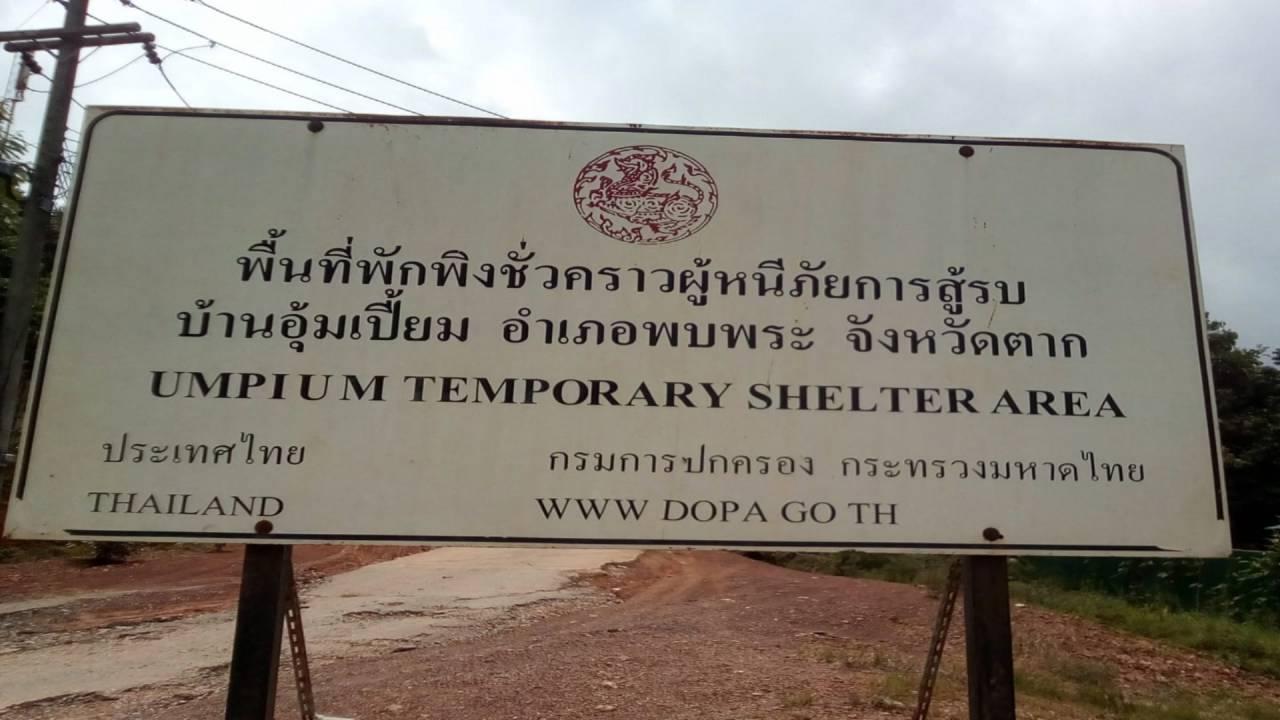 พื้นที่พักพิงชั่วคราวผู้หนีภัยการสู้รบ
บ้านอุ้มเปี้ยม อำเภอพบพระ จังหวัดตาก
UMPIUM TEMPORARY SHELTER AREA
ประเทศไทย
THAILAND
กรมการปกครอง กระทรวงมหาดไทย
WWW DOPA GO TH